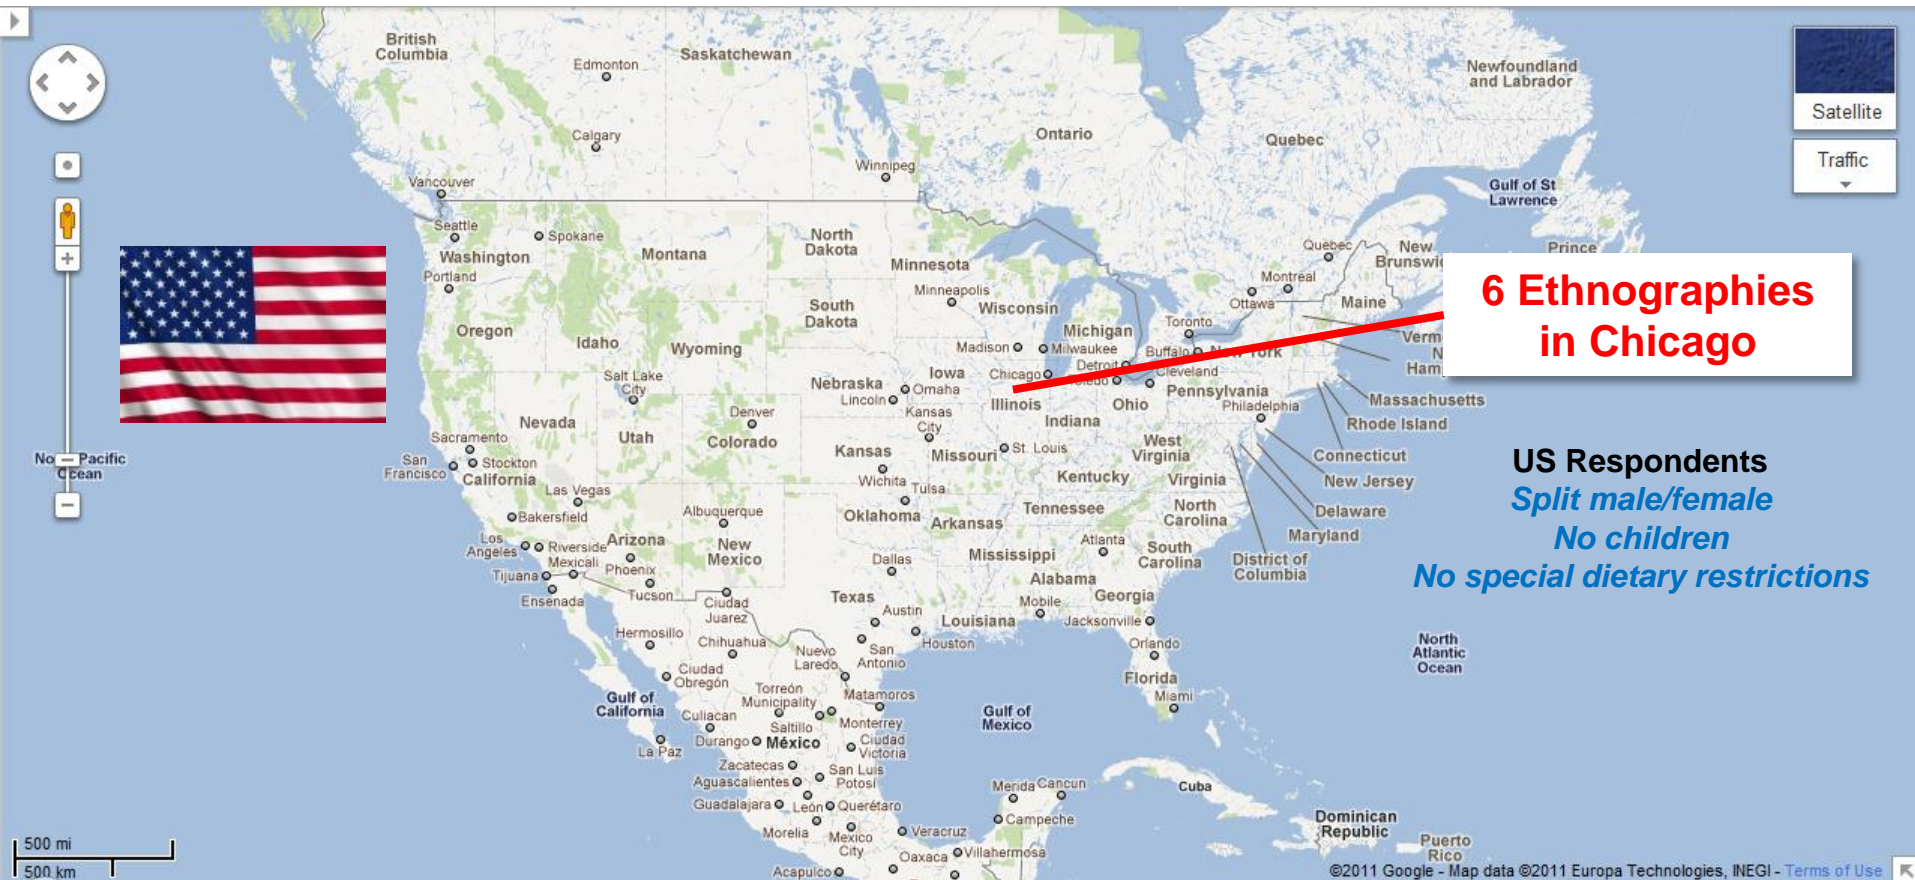 British
Columbia
Edmonton
Saskatchewan
Newfoundland
and Labrador
Satellite
Calgary
Ontario
Quebec
Traffic
Winnipeg
Vancouver
Gulf of St
Lawrence
Seattle
Spokane
Washington
Montana
North
Dakota
Minnesota
Quebec
New
Brunswi
Prince
Portland
Montreal
Ottawa
Maine
6 Ethnographies
in Chicago
Minneapolis
South
Dakota
Wisconsin
Michigan
Toronto
Oregon
Idaho
Wyoming
Madison
Milwaukee
Buffalo
New York
Verm
N
Ham
Iowa
Chicago
Detroit
Cleveland
Salt Lake
City
Nebraska
Omaha
Lincoln
Illinois
Ohio
Pennsylvania
Philadelphia
Massachusetts
Nevada
Denver
Kansas
City
Indiana
Rhode Island
Sacramento
Utah
Colorado
Kansas
Missouri
St. Louis
West
Virginia
Connecticut
US Respondents
North Pacific
Ocean
San
Francisco
Stockton
California
Las Vegas
Wichita
Tulsa
Kentucky
Virginia
New Jersey
Split male/female
Bakersfield
Albuquerque
Oklahoma
Arkansas
Tennessee
North
Carolina
Delaware
Maryland
No children
Los
Angeles
Riverside
Arizona
New
Mexico
Mexicali
Phoenix
Dallas
Mississippi
Atlanta
South
Carolina
District of
Columbia
No special dietary restrictions
Tijuana
Ensenada
Tucson
Ciudad
Juarez
Texas
Austin
Alabama
Georgia
Mobile
Louisiana
Jacksonville
Hermosillo
Chihuahua
Nuevo
Laredo
San
Antonio
Houston
Orlando
North
Atlantic
Ocean
Ciudad
Obregón
Florida
Gulf of
California
Torreón
Municipality
Matamoros
Miami
Culiacan
Saltillo
Monterrey
Gulf of
Mexico
La Paz
Durango
México
Ciudad
Victoria
Zacatecas
Aguascalientes
San Luis
Potosí
Merida
Cancun
Cuba
Guadalajara
León
Querétaro
Campeche
Dominican
Republic
Morelia
Mexico
City
Veracruz
Puerto
Rico
500 mi
Oaxaca
Villahermosa
500 km
Acapulco
©2011 Google - Map data ©2011 Europa Technologies, INEGI - Terms of Use